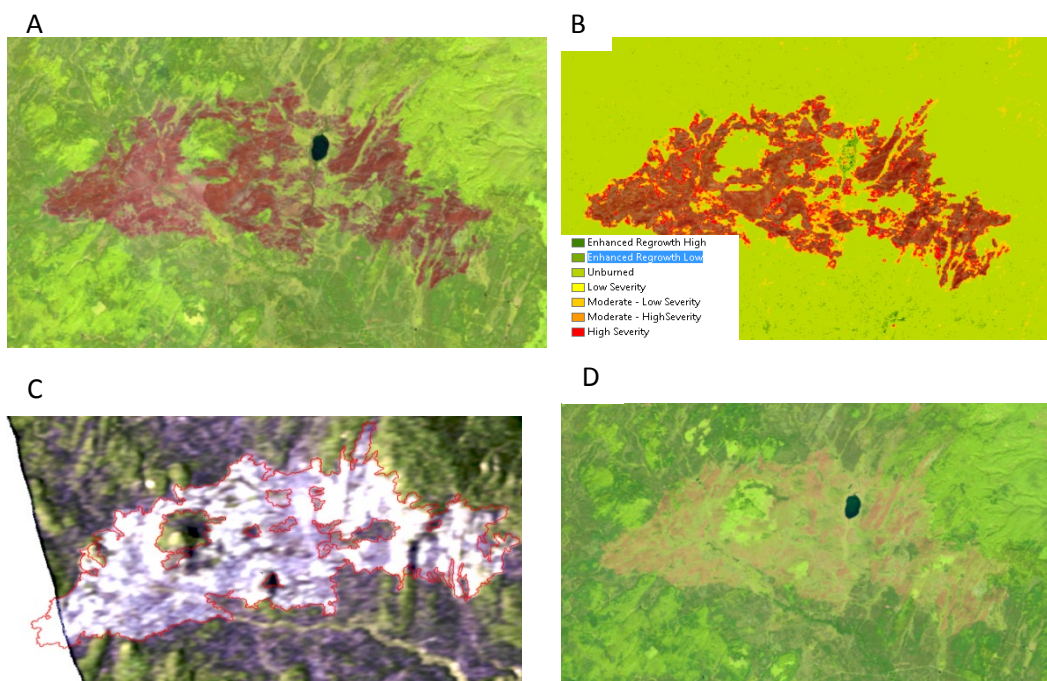 A
B
Enhanced Regrowth High
Enhanced Regrowth Low
Unburned
Low Severity
Moderate - Low Severity
Moderate - HighSeverity
High Severity
C
D